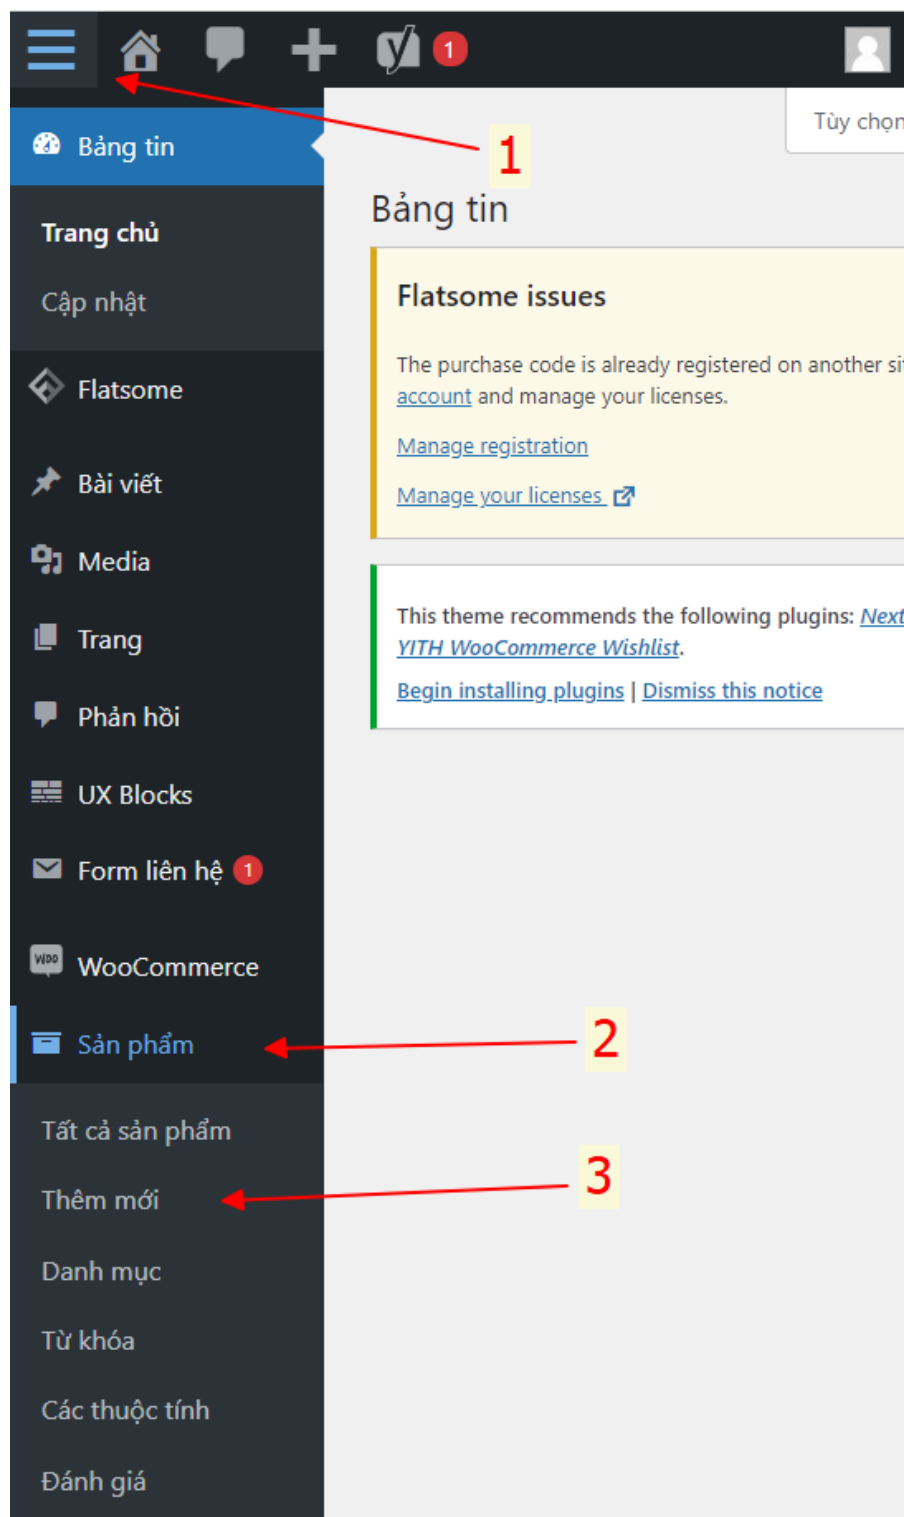 1
Bảng tin
Tùy chọn
1
Trang chủ
Cập nhật
Flatsome
Bài viết
Media
Trang
Phản hồi
UX Blocks
Form liên hệ 1
WOO
WooCommerce
Sản phẩm
Tất cả sản phẩm
Thêm mới
Danh mục
Từ khóa
Các thuộc tính
Đánh giá
Bảng tin
Flatsome issues
The purchase code is already registered on another si
account and manage your licenses.
Manage registration
Manage your licenses
This theme recommends the following plugins: Next
YITH WooCommerce Wishlist.
Begin installing plugins | Dismiss this notice
2
3